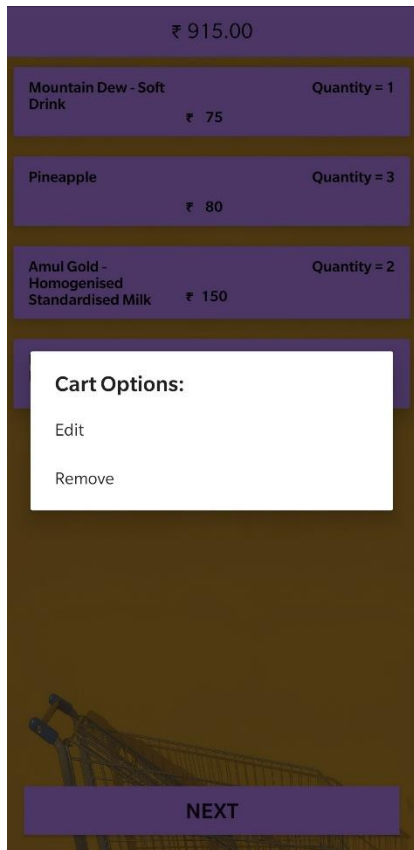 ₹ 915.00
Mountain Dew - Soft
Drink
Quantity = 1
₹ 75
Pineapple
Quantity = 3
₹ 80
Amul Gold -
Homogenised
Standardised Milk
Quantity = 2
₹ 150
Cart Options:
Edit
Remove
NEXT